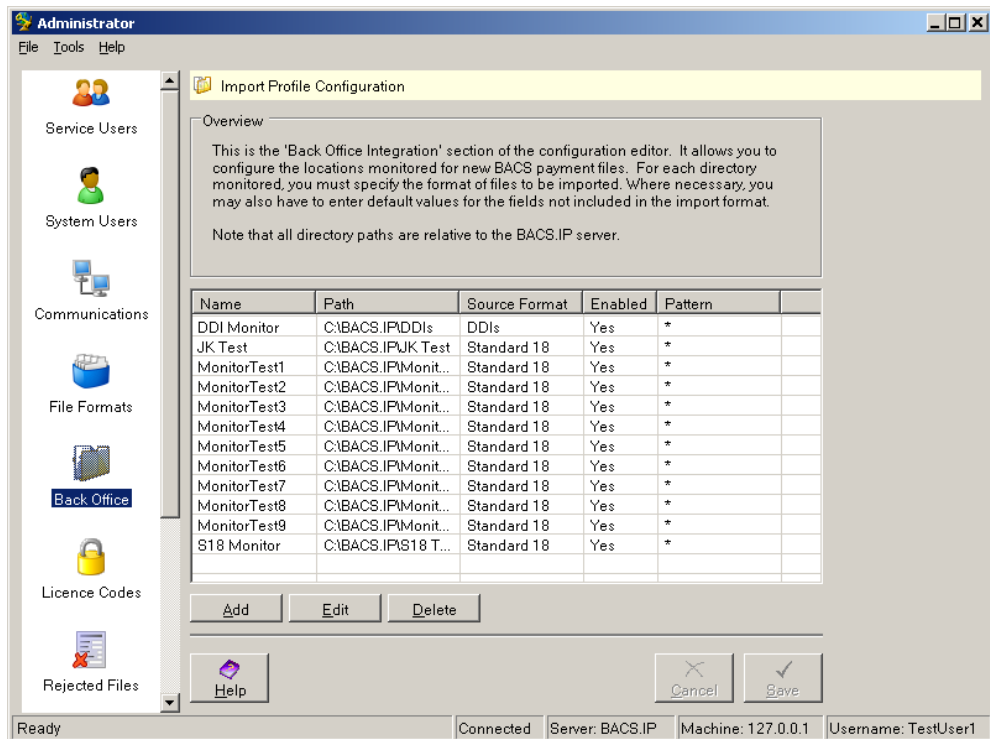 Administrator
File Tools Help
Service Users
System Users
Communications
File Formats
Back Office
Licence Codes
Rejected Files
Import Profile Configuration
Overview
This is the 'Back Office Integration' section of the configuration editor. It allows you to
configure the locations monitored for new BACS payment files. For each directory
monitored, you must specify the format of files to be imported. Where necessary, you
may also have to enter default values for the fields not included in the import format.
Note that all directory paths are relative to the BACS.IP server.
Name Path Source Format Enabled Pattern
DDI Monitor C:\BACS.IP\DDIs DDIs Yes *
JK Test C:\BACS.IP\JK Test Standard 18 Yes *
MonitorTest1 C:\BACS.IP\Monit... Standard 18 Yes *
MonitorTest2 C:\BACS.IP\Monit... Standard 18 Yes *
MonitorTest3 C:\BACS.IP\Monit... Standard 18 Yes *
MonitorTest4 C:\BACS.IP\Monit... Standard 18 Yes *
MonitorTest5 C:\BACS.IP\Monit... Standard 18 Yes *
MonitorTest6 C:\BACS.IP\Monit... Standard 18 Yes *
MonitorTest7 C:\BACS.IP\Monit... Standard 18 Yes *
MonitorTest8 C:\BACS.IP\Monit... Standard 18 Yes *
MonitorTest9 C:\BACS.IP\Monit... Standard 18 Yes *
S18 Monitor C:\BACS.IP\S18 T... Standard 18 Yes *
Add Edit Delete
Help Cancel Save
Ready Connected Server: BACS.IP Machine: 127.0.0.1 Username: TestUser1